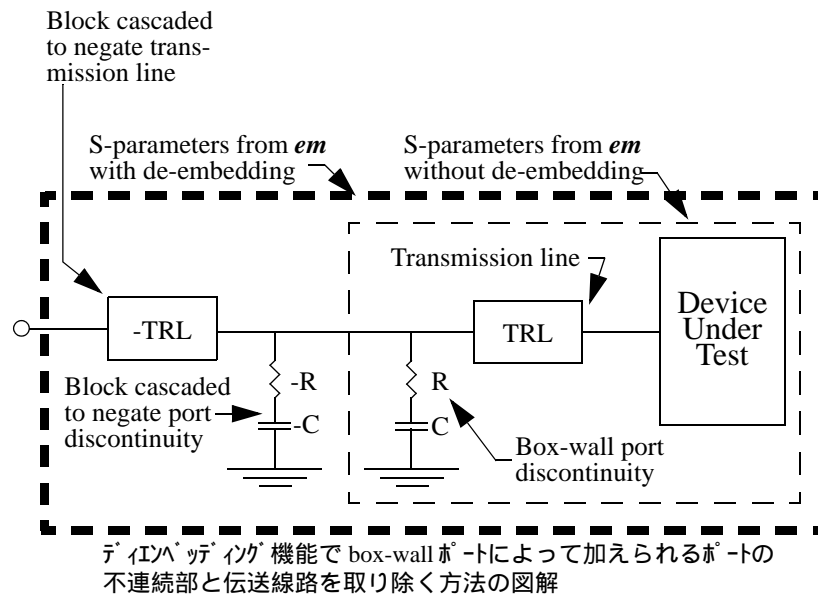 Block cascaded
to negate trans-
mission line
S-parameters from em
with de-embedding
S-parameters from em
without de-embedding
Transmission line
-TRL
TRL
Device
Under
Test
-R
R
Block cascaded
to negate port
discontinuity
-C
C
Box-wall port
discontinuity
ディエンベッディング機能で box-wall ポートによって加えられるポートの
不連続部と伝送線路を取り除く方法の図解